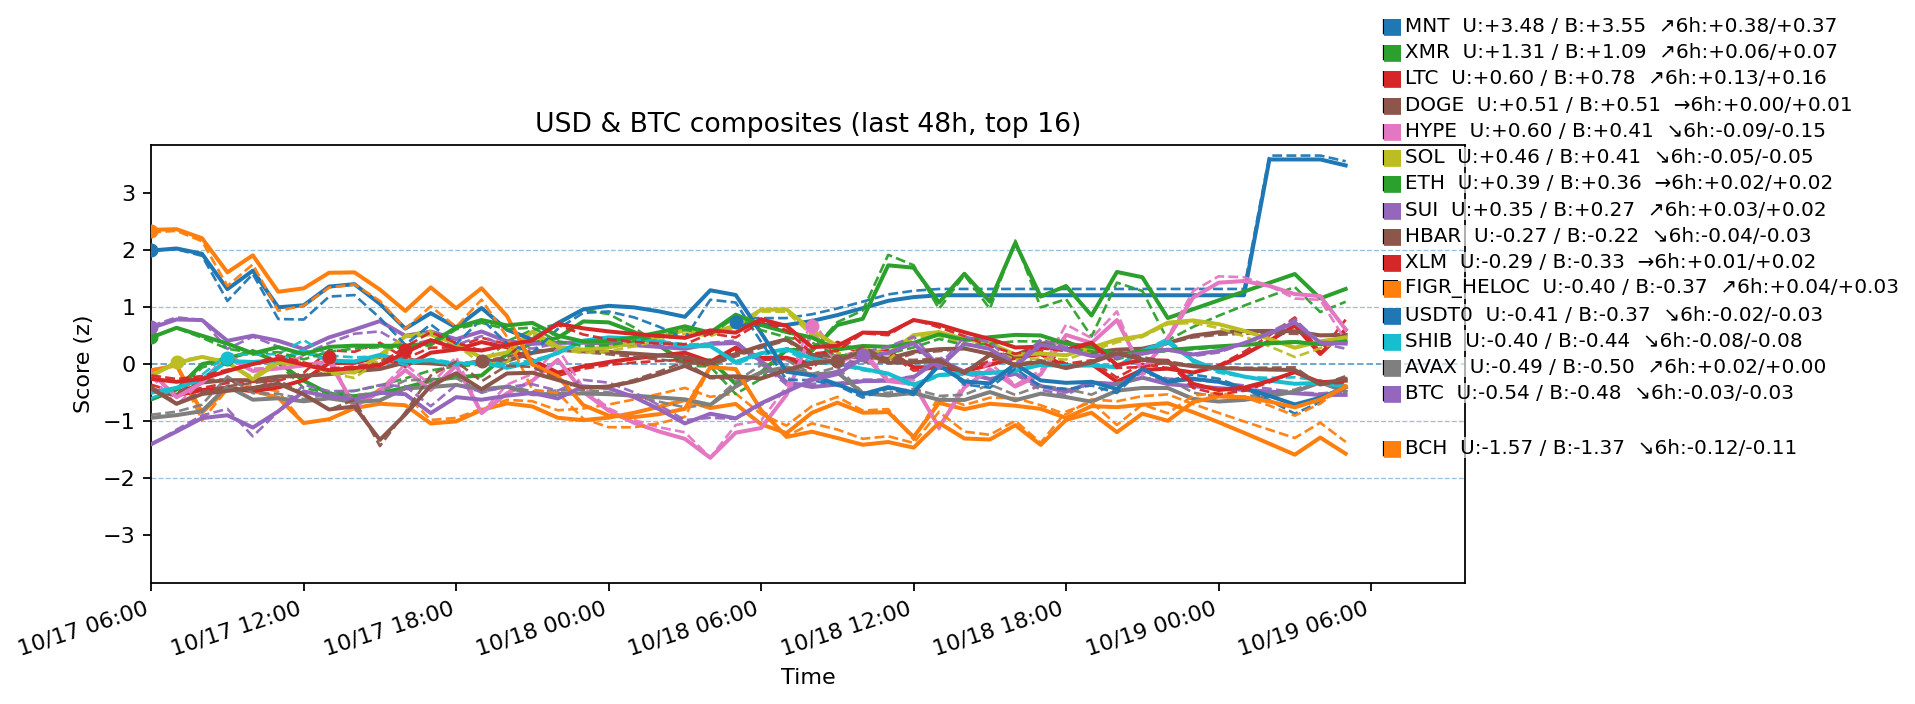 MNT U:+3.48 / B:+3.55 ↗6h:+0.38/+0.37
XMR U:+1.31 / B:+1.09 ↗6h:+0.06/+0.07
LTC U:+0.60 / B:+0.78 ↗6h:+0.13/+0.16
DOGE U:+0.51 / B:+0.51 →6h:+0.00/+0.01
USD & BTC composites (last 48h, top 16)
HYPE U:+0.60 / B:+0.41 ↘6h:-0.09/-0.15
SOL U:+0.46 / B:+0.41 ↘6h:-0.05/-0.05
ETH U:+0.39 / B:+0.36 →6h:+0.02/+0.02
SUI U:+0.35 / B:+0.27 ↗6h:+0.03/+0.02
HBAR U:-0.27 / B:-0.22 ↘6h:-0.04/-0.03
XLM U:-0.29 / B:-0.33 →6h:+0.01/+0.02
FIGR_HELOC U:-0.40 / B:-0.37 ↗6h:+0.04/+0.03
USDT0 U:-0.41 / B:-0.37 ↘6h:-0.02/-0.03
SHIB U:-0.40 / B:-0.44 ↘6h:-0.08/-0.08
AVAX U:-0.49 / B:-0.50 ↗6h:+0.02/+0.00
BTC U:-0.54 / B:-0.48 ↘6h:-0.03/-0.03
BCH U:-1.57 / B:-1.37 ↘6h:-0.12/-0.11
Score (z)
3
2
1
0
−1
−2
−3
10/17 06:00
10/17 12:00
10/17 18:00
10/18 00:00
10/18 06:00
10/18 12:00
10/18 18:00
10/19 00:00
10/19 06:00
Time